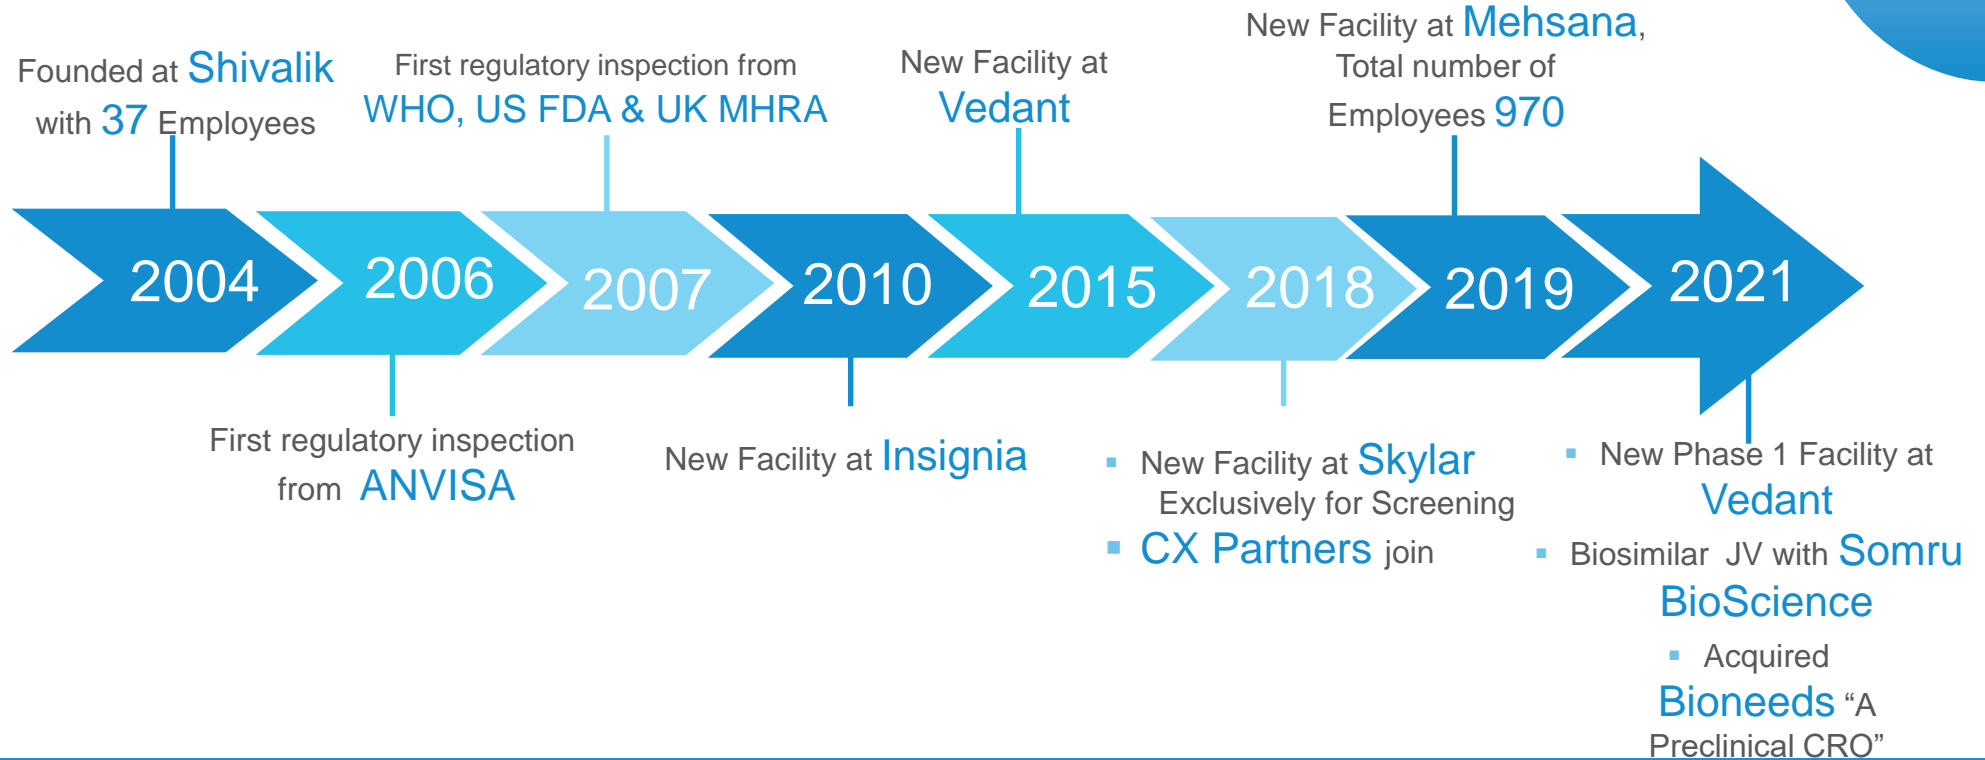 Founded at Shivalik
with 37 Employees
First regulatory inspection from
WHO, US FDA & UK MHRA
New Facility at
Vedant
New Facility at Mehsana,
Total number of
Employees 970
2004
2006
2007
2010
2015
2018
2019
2021
First regulatory inspection
from ANVISA
New Facility at Insignia
▪ New Facility at Skylar
Exclusively for Screening
▪ CX Partners join
▪ New Phase 1 Facility at
Vedant
▪ Biosimilar JV with Somru
BioScience
▪ Acquired
Bioneeds “A
Preclinical CRO”